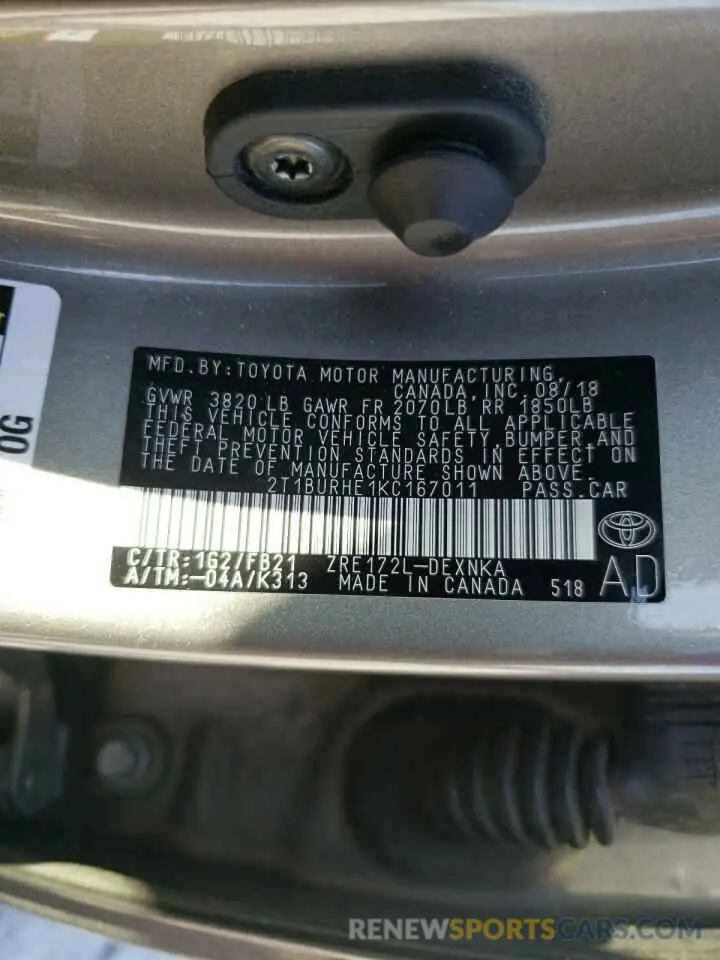 MFD. BY: TOYOTA MOTOR MANUFACTURING,
CANADA, INC. 08/18
GVWR 3820 LB GAWR FR 2070LB RR 1850LB
THIS VEHICLE CONFORMS TO ALL APPLICABLE
FEDERAL MOTOR VEHICLE SAFETY, BUMPER, AND
THEFT PREVENTION STANDARDS IN EFFECT ON
THE DATE OF MANUFACTURE SHOWN ABOVE.
2T1BURHE1KC167011 PASS. CAR
C/TR: 1G2/FB21 ZRE172L-DEXNKA
A/TM: -04A/K313 MADE IN CANADA 518 AD
0G
RENEWSPORTSCARS.COM